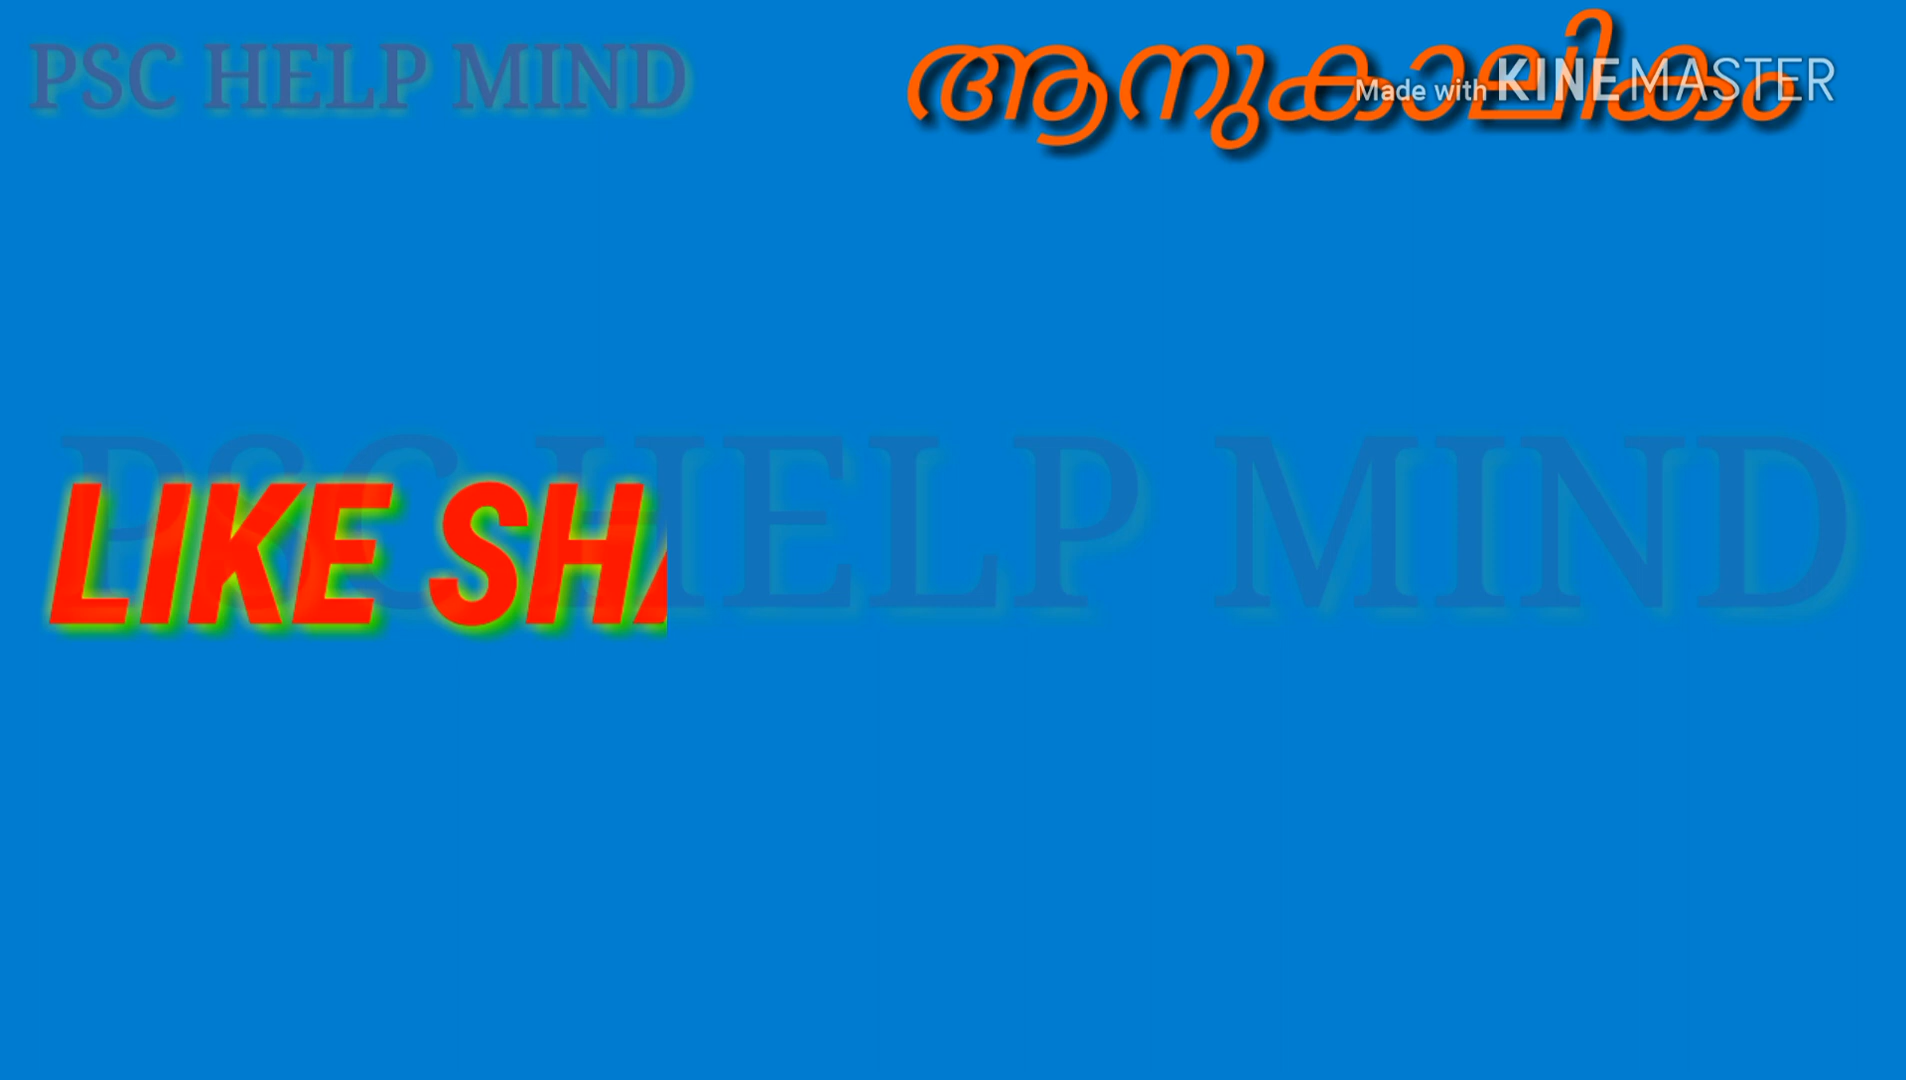 PSC HELP MIND
ആനുകാലികം
Made with KINEMASTER
PSC HELP MIND
LIKE SH